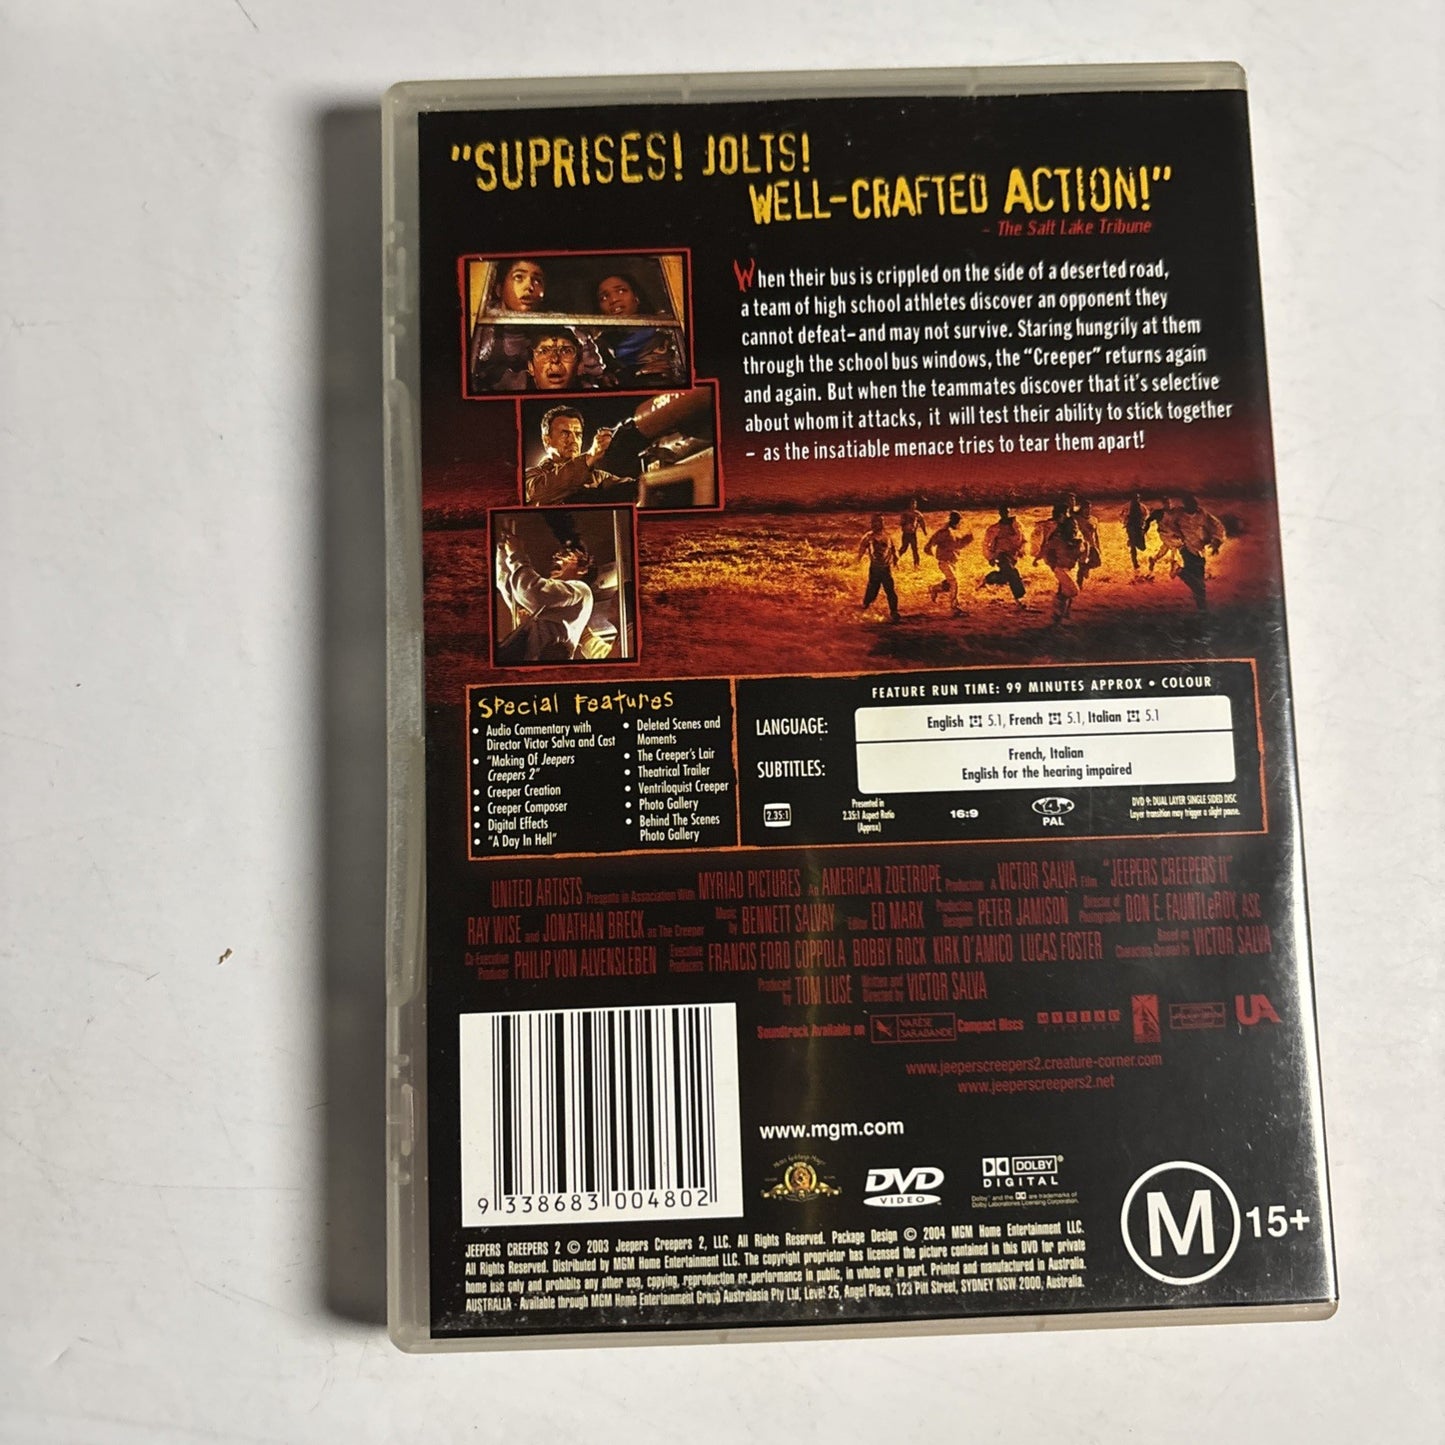 "SUPRISES! JOLTS!
WELL-CRAFTED ACTION!"
- The Salt Lake Tribune
When their bus is crippled on the side of a deserted road,
a team of high school athletes discover an opponent they
cannot defeat–and may not survive. Staring hungrily at them
through the school bus windows, the "Creeper" returns again
and again. But when the teammates discover that it's selective
about whom it attacks, it will test their ability to stick together
– as the insatiable menace tries to tear them apart!
Special Features
• Audio Commentary with
Director Victor Salva and Cast
• "Making Of Jeepers
Creepers 2"
• Creeper Creation
• Creeper Composer
• Digital Effects
• "A Day In Hell"
• Deleted Scenes and
Moments
• The Creeper's Lair
• Theatrical Trailer
• Ventriloquist Creeper
• Photo Gallery
• Behind The Scenes
Photo Gallery
FEATURE RUN TIME: 99 MINUTES APPROX • COLOUR
LANGUAGE:
English 5.1, French 5.1, Italian 5.1
SUBTITLES:
French, Italian
English for the hearing impaired
2.35:1
Presented in
2.35:1 Aspect Ratio
(Approx)
16:9
4
PAL
DVD 9: DUAL LAYER SINGLE SIDED DISC
Layer transition may trigger a slight pause.
UNITED ARTISTS Presents in Association With MYRIAD PICTURES An AMERICAN ZOETROPE Production A VICTOR SALVA Film "JEEPERS CREEPERS II"
RAY WISE and JONATHAN BRECK as The Creeper Music by BENNETT SALVAY Editor ED MARX Production Designer PETER JAMISON Director of Photography DON E. FAUNTLEROY, ASC
Co-Executive Producer PHILIP VON ALVENSLEBEN Executive Producers FRANCIS FORD COPPOLA BOBBY ROCK KIRK D'AMICO LUCAS FOSTER Based on Characters Created by VICTOR SALVA
Produced by TOM LUSE Written and Directed by VICTOR SALVA
Soundtrack Available on VARÈSE SARABANDE Compact Discs MYRIAD PICTURES UA
www.jeeperscreepers2.creature-corner.com
www.jeeperscreepers2.net
www.mgm.com
DVD VIDEO
DOLBY DIGITAL
Dolby and the are trademarks of
Dolby Laboratories Licensing Corporation.
M 15+
9 338683 004802
JEEPERS CREEPERS 2 © 2003 Jeepers Creepers 2, LLC. All Rights Reserved. Package Design © 2004 MGM Home Entertainment LLC.
All Rights Reserved. Distributed by MGM Home Entertainment LLC. The copyright proprietor has licensed the picture contained in this DVD for private
home use only and prohibits any other use, copying, reproduction or performance in public, in whole or in part. Printed and manufactured in Australia.
AUSTRALIA - Available through MGM Home Entertainment Group Australasia Pty Ltd, Level 25, Angel Place, 123 Pitt Street, SYDNEY NSW 2000, Australia.